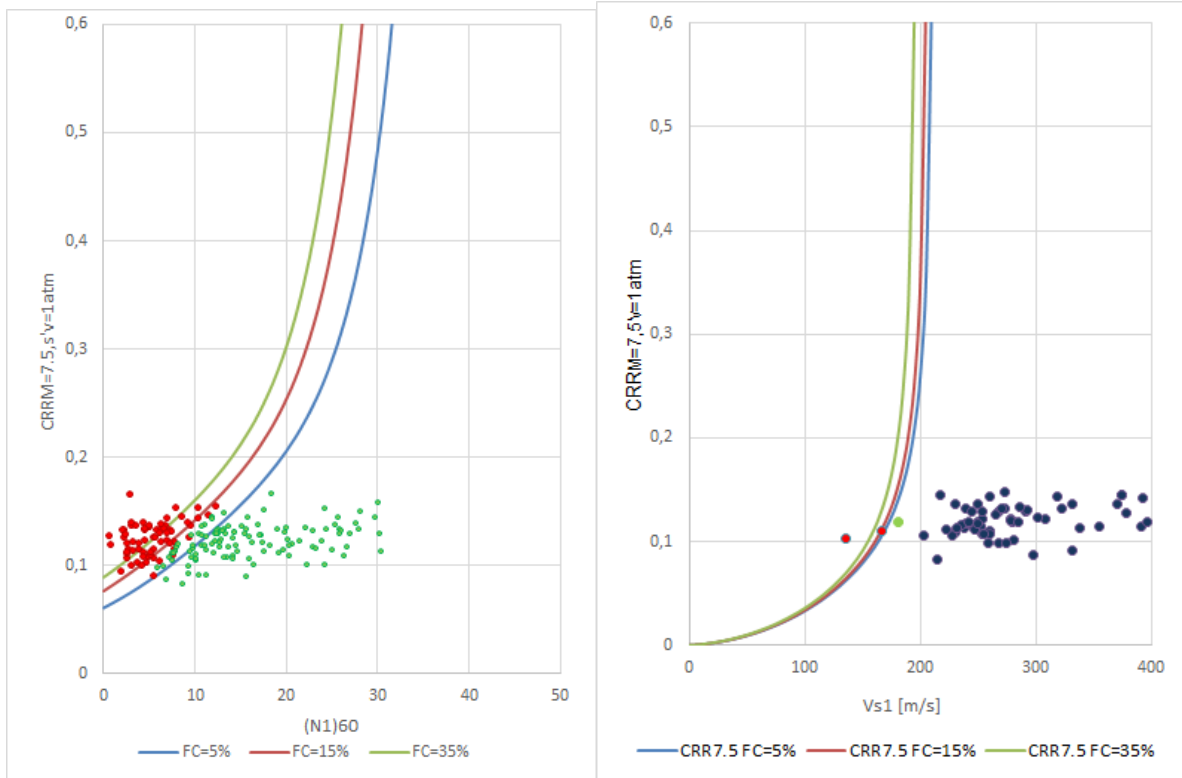 0,6
0,5
0,4
0,3
0,2
0,1
0
CRRM=7.5,s'v=1atm
0 10 20 30 40 50
(N1)60
FC=5% FC=15% FC=35%
0,6
0,5
0,4
0,3
0,2
0,1
0
CRRM=7,5'v=1atm
0 100 200 300 400
Vs1 [m/s]
CRR7.5 FC=5% CRR7.5 FC=15% CRR7.5 FC=35%